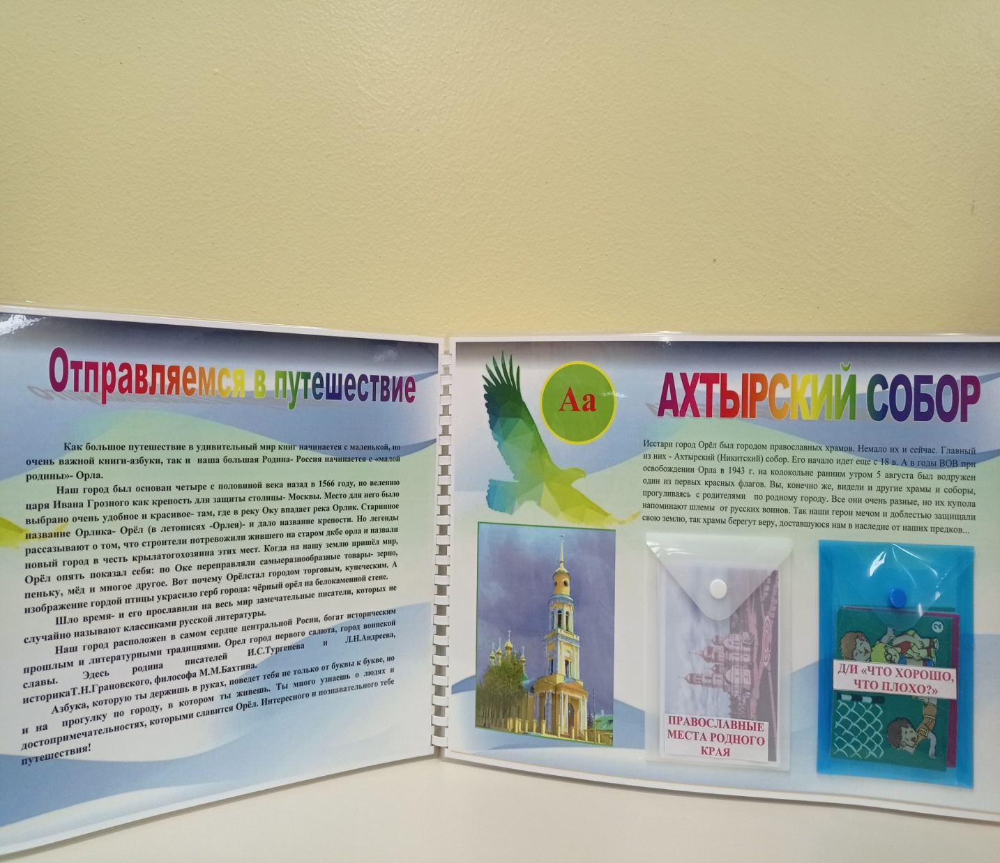 Отправляемся в путешествие
Как большое путешествие в удивительный мир книг начинается с маленькой, но
очень важной книги-азбуки, так и наша большая Родина- Россия начинается с «малой
родины»- Орла.
Наш город был основан четыре с половиной века назад в 1566 году, по велению
царя Ивана Грозного как крепость для защиты столицы- Москвы. Место для него было
выбрано очень удобное и красивое- там, где в реку Оку впадает река Орлик. Старинное
название Орлика- Орёл (в летописях -Орлея)- и дало название крепости. Но легенды
рассказывают о том, что строители потревожили жившего на старом дкбе орла и назвали
новый город в честь крылатогохозяина этих мест. Когда на нашу землю пришёл мир,
Орёл опять показал себя: по Оке переправляли самыеразнообразные товары- зерно,
пеньку, мёд и многое другое. Вот почему Орёлстал городом торговым, купеческим. А
изображение гордой птицы украсило герб города: чёрный орёл на белокаменной стене.
Шло время- и его прославили на весь мир замечательные писатели, которых не
случайно называют классиками русской литературы.
Наш город расположен в самом сердце центральной Росии, богат историческим
прошлым и литературными традициями. Орел город первого салюта, город воинской
славы. Эдесь родина писателей И.С.Тургенева и Л.Н.Андреева,
историкаТ.Н.Грановского, философа М.М.Бахтина.
Азбука, которую ты держишь в руках, поведет тебя не только от буквы к букве, но
и на прогулку по городу, в котором ты живешь. Ты много узнаешь о людях и
достопримечательностях, которыми славится Орёл. Интересного и познавательного тебе
путешествия!
Аа
АХТЫРСКИЙ СОБОР
Исстари город Орёл был городом православных храмов. Немало их и сейчас. Главный
из них - Ахтырский (Никитский) собор. Его начало идет еще с 18 в. А в годы ВОВ при
освобождении Орла в 1943 г. на колокольне ранним утром 5 августа был водружен
один из первых красных флагов. Вы, конечно же, видели и другие храмы и соборы,
прогуливаясь с родителями по родному городу. Все они очень разные, но их купола
напоминают шлемы от русских воинов. Так наши герои мечом и доблестью защищали
свою землю, так храмы берегут веру, доставшуюся нам в наследие от наших предков...
ПРАВОСЛАВНЫЕ
МЕСТА РОДНОГО
КРАЯ
2
Д/И «ЧТО ХОРОШО,
ЧТО ПЛОХО?»